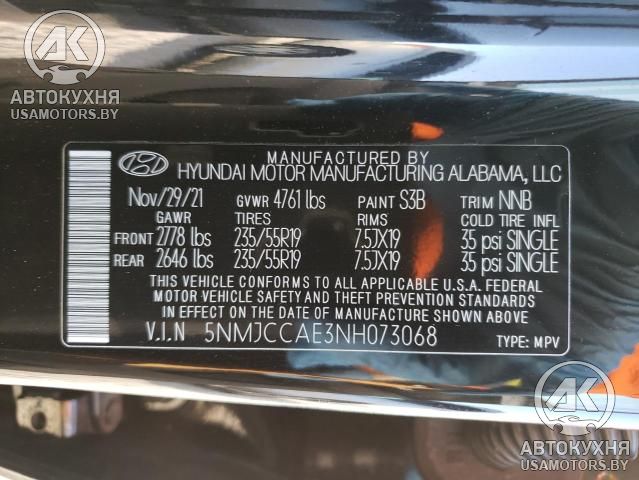 AK
АВТОКУХНЯ
USAMOTORS.BY
MANUFACTURED BY
HYUNDAI MOTOR MANUFACTURING ALABAMA, LLC
Nov/29/21 GVWR 4761 lbs PAINT S3B TRIM NNB
GAWR TIRES RIMS COLD TIRE INFL
FRONT 2778 lbs 235/55R19 7.5JX19 35 psi SINGLE
REAR 2646 lbs 235/55R19 7.5JX19 35 psi SINGLE
THIS VEHICLE CONFORMS TO ALL APPLICABLE U.S.A. FEDERAL
MOTOR VEHICLE SAFETY, BUMPER, AND THEFT PREVENTION
STANDARDS IN EFFECT ON THE DATE OF MANUFACTURE SHOWN ABOVE.
V.I.N 5NMJCCAE3NH073068 TYPE: MPV
AK
АВТОКУХНЯ
USAMOTORS.BY